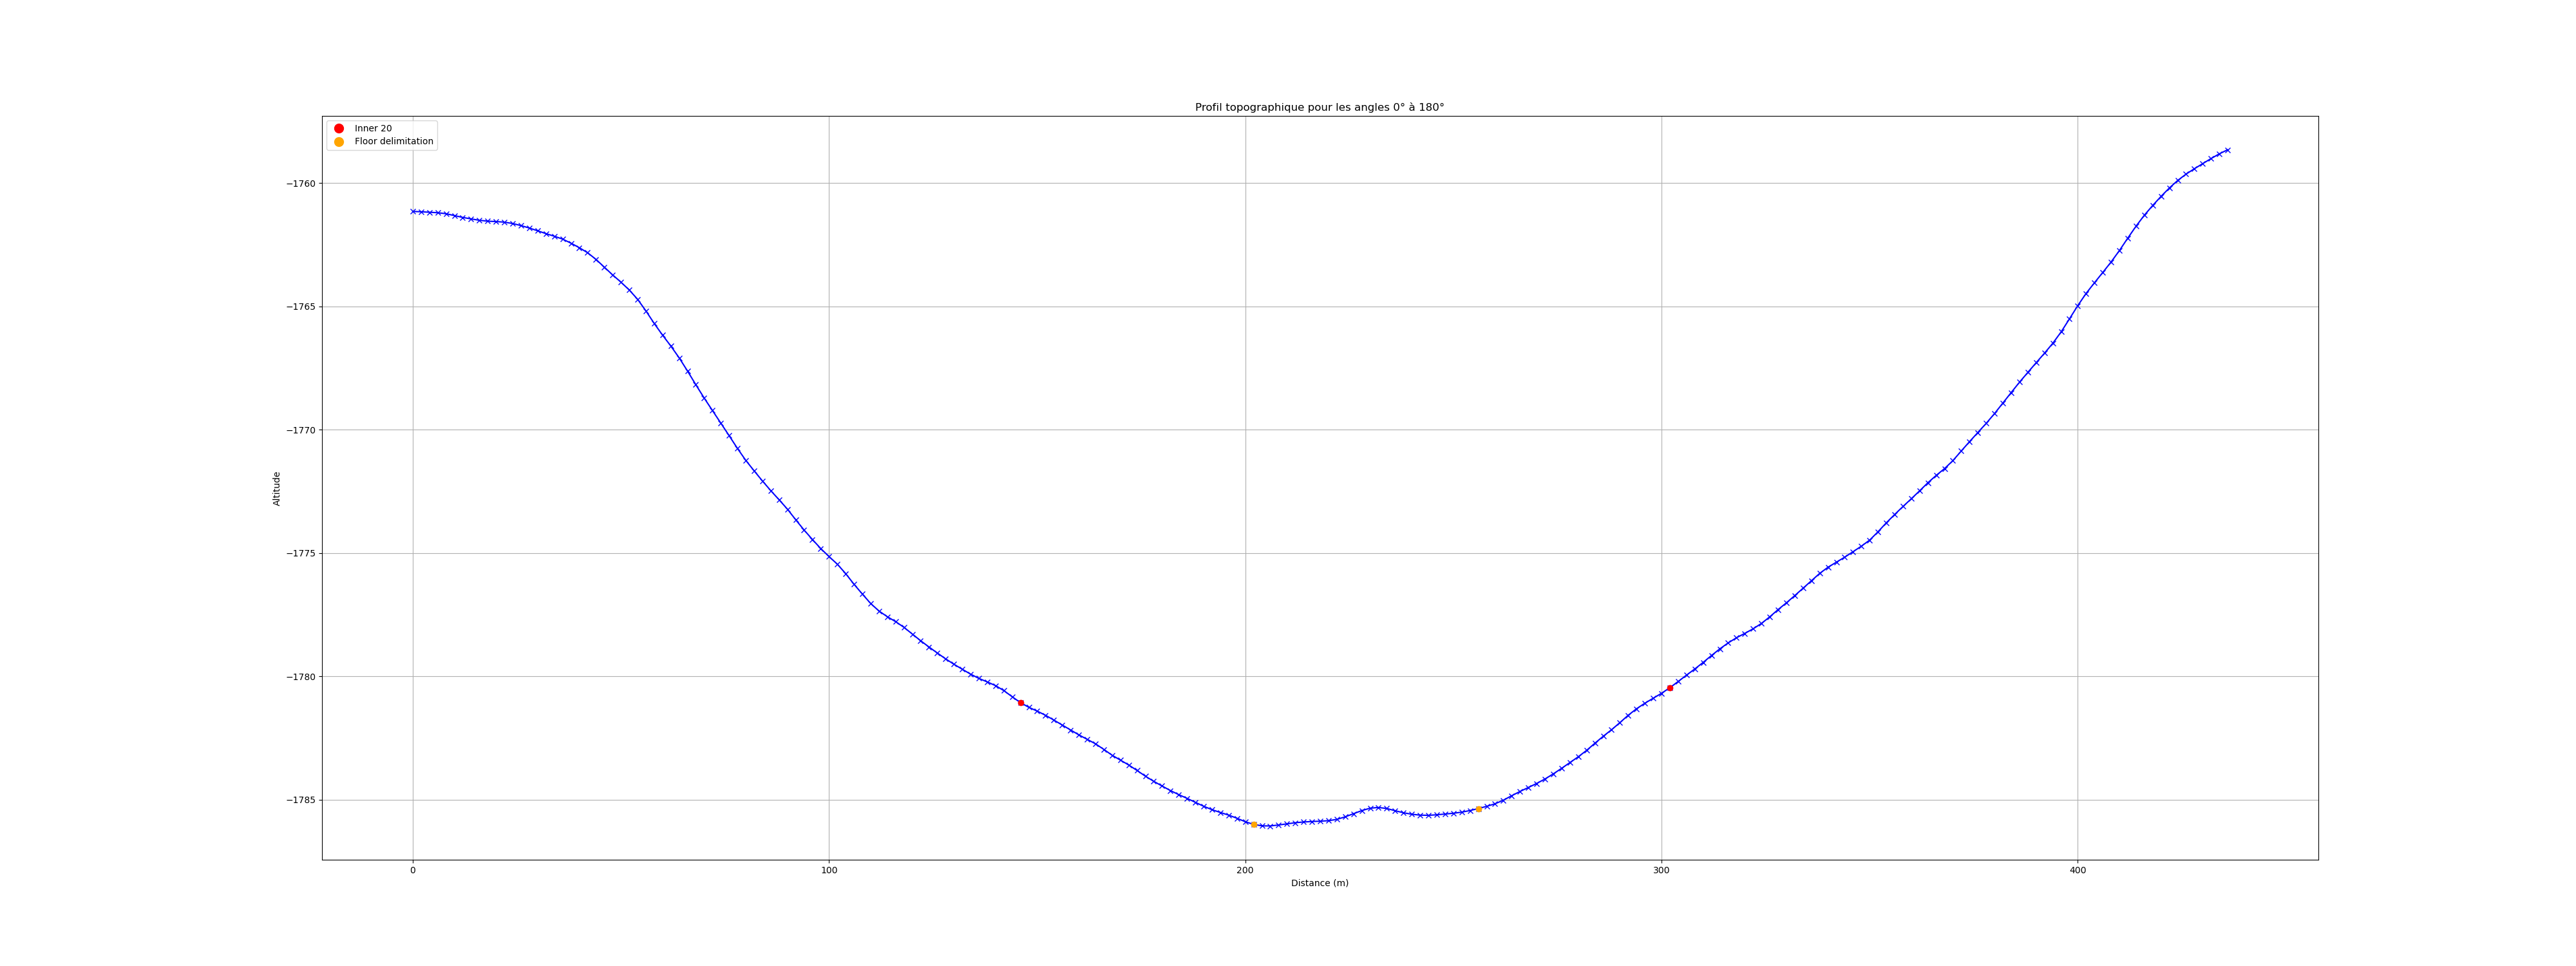 Profil topographique pour les angles 0° à 180°
Inner 20
Floor delimitation
−1760
−1765
−1770
−1775
−1780
−1785
Altitude
0 100 200 300 400
Distance (m)